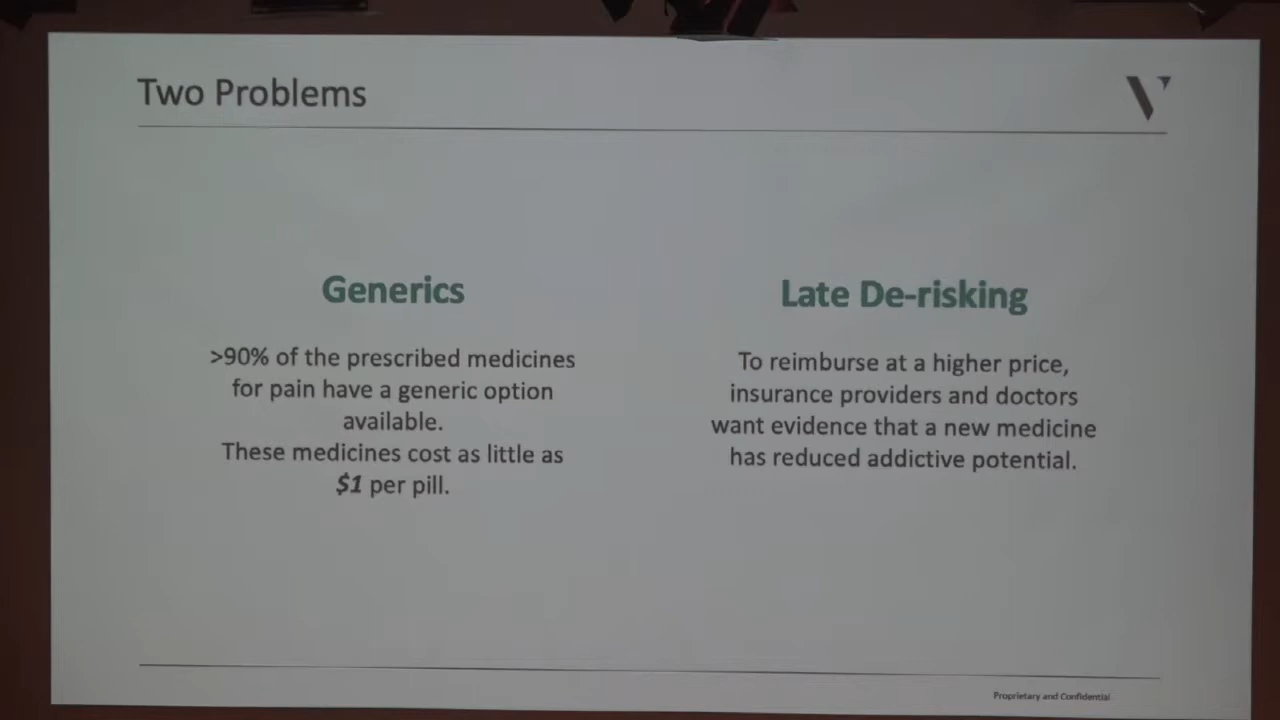 Two Problems
Generics
>90% of the prescribed medicines
for pain have a generic option
available.
These medicines cost as little as
$1 per pill.
Late De-risking
To reimburse at a higher price,
insurance providers and doctors
want evidence that a new medicine
has reduced addictive potential.
Proprietary and Confidential